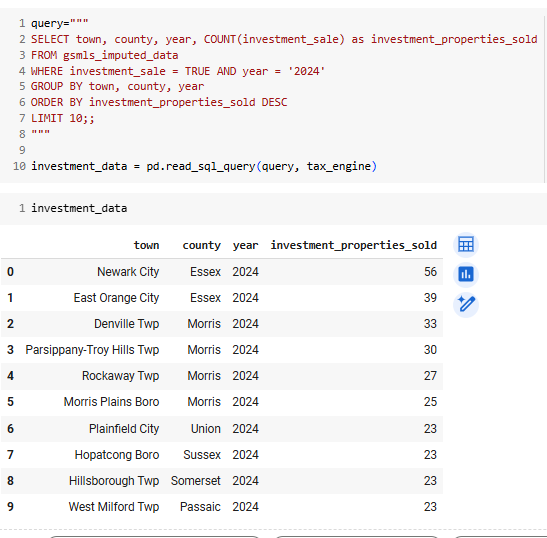 1 query="""
2 SELECT town, county, year, COUNT(investment_sale) as investment_properties_sold
3 FROM gsmls_imputed_data
4 WHERE investment_sale = TRUE AND year = '2024'
5 GROUP BY town, county, year
6 ORDER BY investment_properties_sold DESC
7 LIMIT 10;;
8 """
9
10 investment_data = pd.read_sql_query(query, tax_engine)
1 investment_data
town county year investment_properties_sold
0 Newark City Essex 2024 56
1 East Orange City Essex 2024 39
2 Denville Twp Morris 2024 33
3 Parsippany-Troy Hills Twp Morris 2024 30
4 Rockaway Twp Morris 2024 27
5 Morris Plains Boro Morris 2024 25
6 Plainfield City Union 2024 23
7 Hopatcong Boro Sussex 2024 23
8 Hillsborough Twp Somerset 2024 23
9 West Milford Twp Passaic 2024 23